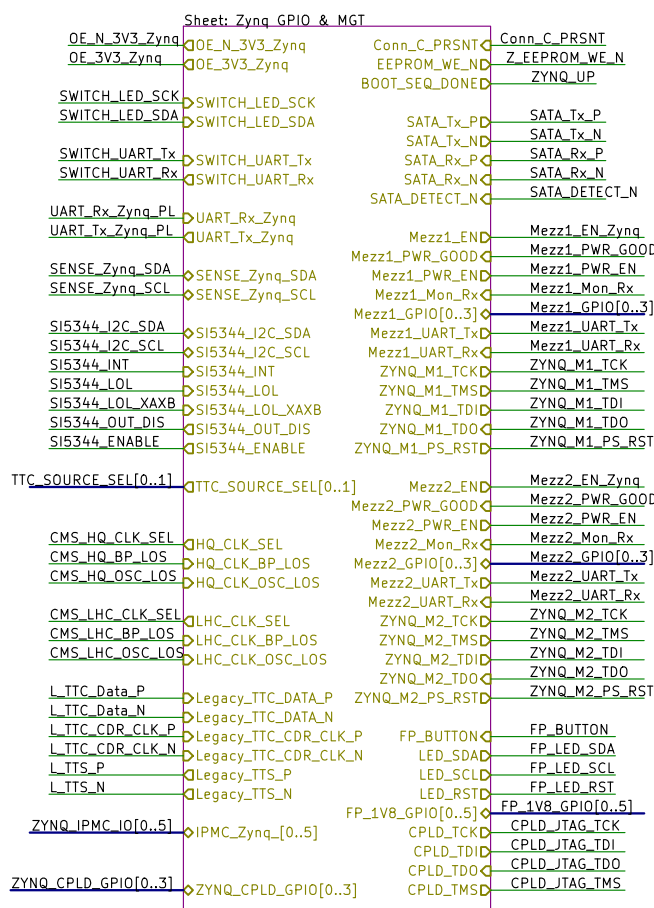 Sheet: Zynq GPIO & MGT
OE_N_3V3_Zynq OE_N_3V3_Zynq Conn_C_PRSNT Conn_C_PRSNT
OE_3V3_Zynq OE_3V3_Zynq EEPROM_WE_N Z_EEPROM_WE_N
BOOT_SEQ_DONE ZYNQ_UP
SWITCH_LED_SCK SWITCH_LED_SCK
SWITCH_LED_SDA SWITCH_LED_SDA SATA_Tx_P SATA_Tx_P
SATA_Tx_N SATA_Tx_N
SWITCH_UART_Tx SWITCH_UART_Tx SATA_Rx_P SATA_Rx_P
SWITCH_UART_Rx SWITCH_UART_Rx SATA_Rx_N SATA_Rx_N
SATA_DETECT_N SATA_DETECT_N
UART_Rx_Zynq_PL UART_Rx_Zynq
UART_Tx_Zynq_PL UART_Tx_Zynq Mezz1_EN Mezz1_EN_Zynq
Mezz1_PWR_GOOD Mezz1_PWR_GOOD
SENSE_Zynq_SDA SENSE_Zynq_SDA Mezz1_PWR_EN Mezz1_PWR_EN
SENSE_Zynq_SCL SENSE_Zynq_SCL Mezz1_Mon_Rx Mezz1_Mon_Rx
Mezz1_GPIO[0..3] Mezz1_GPIO[0..3]
SI5344_I2C_SDA SI5344_I2C_SDA Mezz1_UART_Tx Mezz1_UART_Tx
SI5344_I2C_SCL SI5344_I2C_SCL Mezz1_UART_Rx Mezz1_UART_Rx
SI5344_INT SI5344_INT ZYNQ_M1_TCK ZYNQ_M1_TCK
SI5344_LOL SI5344_LOL ZYNQ_M1_TMS ZYNQ_M1_TMS
SI5344_LOL_XAXB SI5344_LOL_XAXB ZYNQ_M1_TDI ZYNQ_M1_TDI
SI5344_OUT_DIS SI5344_OUT_DIS ZYNQ_M1_TDO ZYNQ_M1_TDO
SI5344_ENABLE SI5344_ENABLE ZYNQ_M1_PS_RST ZYNQ_M1_PS_RST
TTC_SOURCE_SEL[0..1] TTC_SOURCE_SEL[0..1] Mezz2_EN Mezz2_EN_Zynq
Mezz2_PWR_GOOD Mezz2_PWR_GOOD
Mezz2_PWR_EN Mezz2_PWR_EN
CMS_HQ_CLK_SEL HQ_CLK_SEL Mezz2_Mon_Rx Mezz2_Mon_Rx
CMS_HQ_BP_LOS HQ_CLK_BP_LOS Mezz2_GPIO[0..3] Mezz2_GPIO[0..3]
CMS_HQ_OSC_LOS HQ_CLK_OSC_LOS Mezz2_UART_Tx Mezz2_UART_Tx
Mezz2_UART_Rx Mezz2_UART_Rx
CMS_LHC_CLK_SEL LHC_CLK_SEL ZYNQ_M2_TCK ZYNQ_M2_TCK
CMS_LHC_BP_LOS LHC_CLK_BP_LOS ZYNQ_M2_TMS ZYNQ_M2_TMS
CMS_LHC_OSC_LOS LHC_CLK_OSC_LOS ZYNQ_M2_TDI ZYNQ_M2_TDI
ZYNQ_M2_TDO ZYNQ_M2_TDO
L_TTC_Data_P Legacy_TTC_DATA_P ZYNQ_M2_PS_RST ZYNQ_M2_PS_RST
L_TTC_Data_N Legacy_TTC_DATA_N
L_TTC_CDR_CLK_P Legacy_TTC_CDR_CLK_P FP_BUTTON FP_BUTTON
L_TTC_CDR_CLK_N Legacy_TTC_CDR_CLK_N LED_SDA FP_LED_SDA
L_TTS_P Legacy_TTS_P LED_SCL FP_LED_SCL
L_TTS_N Legacy_TTS_N LED_RST FP_LED_RST
FP_1V8_GPIO[0..5] FP_1V8_GPIO[0..5]
ZYNQ_IPMC_IO[0..5] IPMC_Zynq_[0..5] CPLD_TCK CPLD_JTAG_TCK
CPLD_TDI CPLD_JTAG_TDI
CPLD_TDO CPLD_JTAG_TDO
ZYNQ_CPLD_GPIO[0..3] ZYNQ_CPLD_GPIO[0..3] CPLD_TMS CPLD_JTAG_TMS